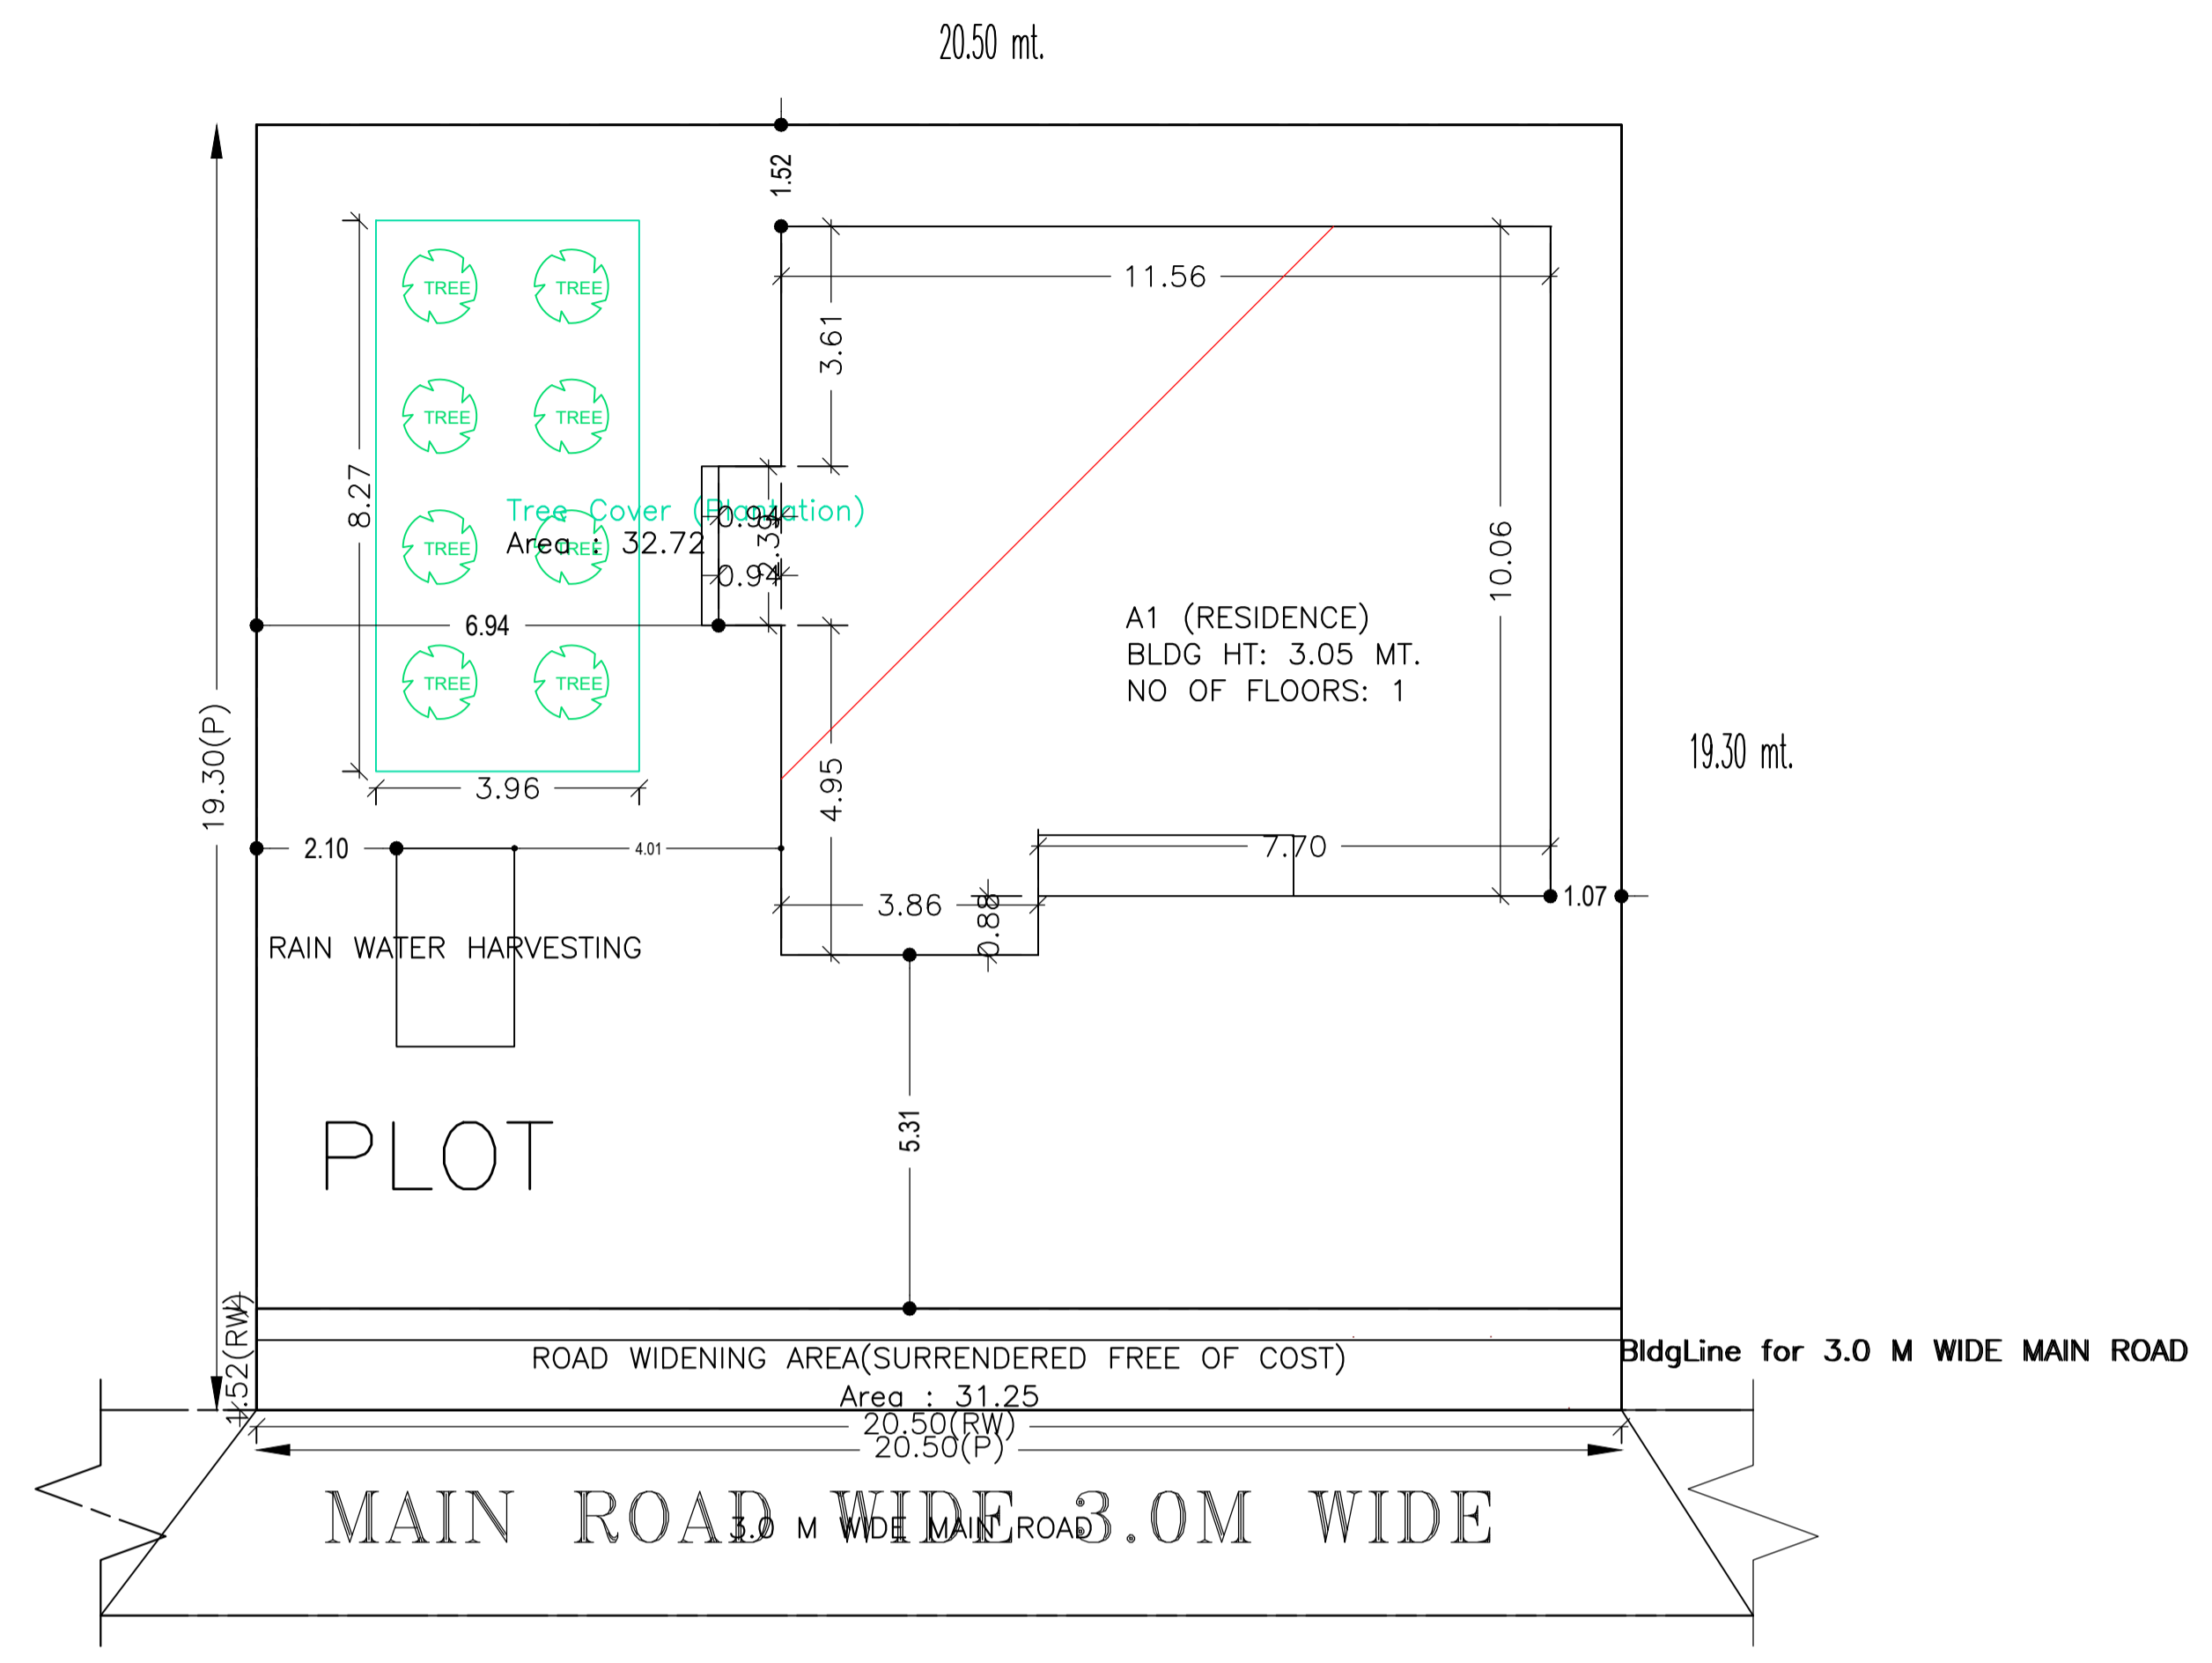 20.50 mt.
1.52
11.56
3.61
TREE TREE
TREE TREE
8.27
Tree Cover (Plantation)
0.94
Area : 32.72
TREE TREE
0.94
10.06
A1 (RESIDENCE)
BLDG HT: 3.05 MT.
NO OF FLOORS: 1
6.94
TREE TREE
19.30(P)
19.30 mt.
3.96
4.95
2.10
4.01
7.70
3.86
0.88
1.07
RAIN WATER HARVESTING
5.31
PLOT
1.52(RW)
ROAD WIDENING AREA(SURRENDERED FREE OF COST)
BldgLine for 3.0 M WIDE MAIN ROAD
Area : 31.25
20.50(RW)
20.50(P)
MAIN ROAD WIDE 3.0M WIDE
3.0 M WIDE MAIN ROAD